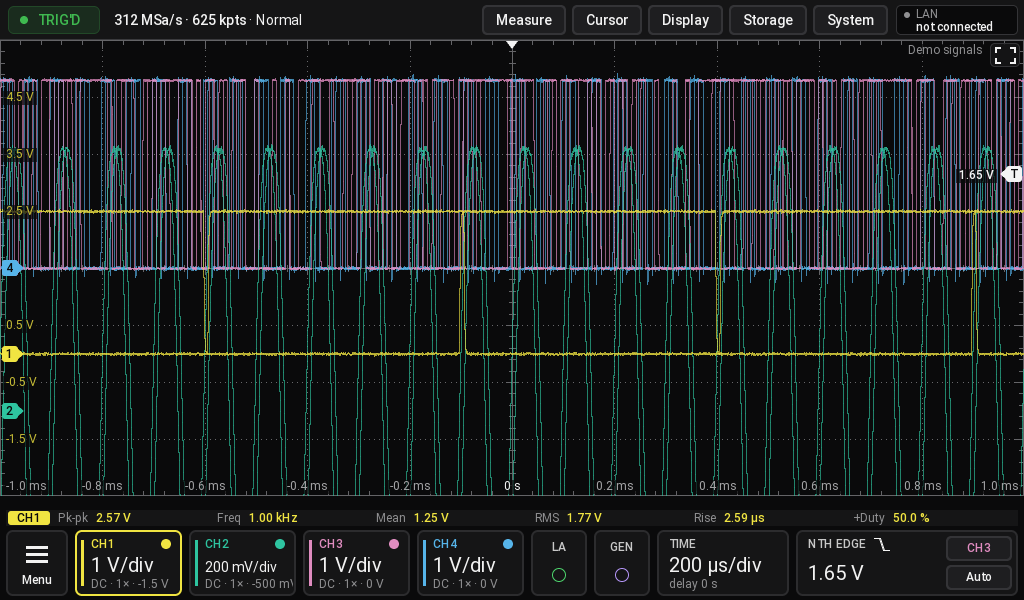 TRIG'D
312 MSa/s · 625 kpts · Normal
Measure
Cursor
Display
Storage
System
LAN
not connected
Demo signals
4.5 V
3.5 V
1.65 V
T
2.5 V
4
0.5 V
1
-0.5 V
2
-1.5 V
-1.0 ms
-0.8 ms
-0.6 ms
-0.4 ms
-0.2 ms
0 s
0.2 ms
0.4 ms
0.6 ms
0.8 ms
1.0 ms
CH1
Pk-pk 2.57 V
Freq 1.00 kHz
Mean 1.25 V
RMS 1.77 V
Rise 2.59 µs
+Duty 50.0 %
Menu
CH1
1 V/div
DC · 1× · -1.5 V
CH2
200 mV/div
DC · 1× · -500 mV
CH3
1 V/div
DC · 1× · 0 V
CH4
1 V/div
DC · 1× · 0 V
LA
GEN
TIME
200 µs/div
delay 0 s
NTH EDGE
1.65 V
CH3
Auto